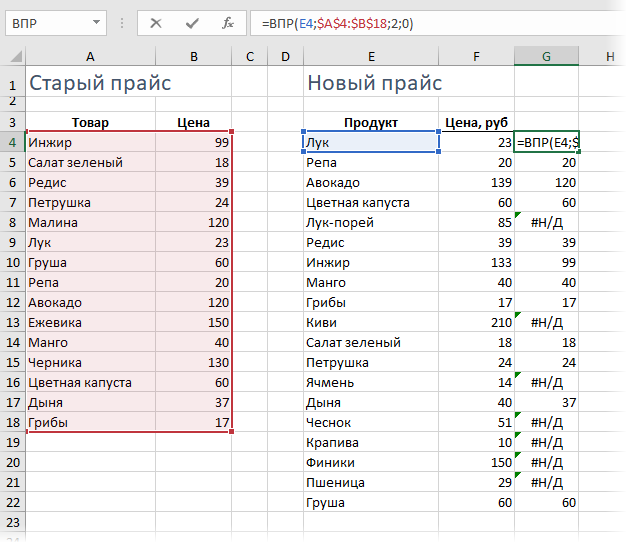 ВПР =ВПР(E4;$A$4:$B$18;2;0)
A B C D E F G H
1 Старый прайс Новый прайс
2
3 Товар Цена Продукт Цена, руб
4 Инжир 99 Лук 23 =ВПР(E4;$
5 Салат зеленый 18 Репа 20 20
6 Редис 39 Авокадо 139 120
7 Петрушка 24 Цветная капуста 60 60
8 Малина 120 Лук-порей 85 #Н/Д
9 Лук 23 Редис 39 39
10 Груша 60 Инжир 133 99
11 Репа 20 Манго 40 40
12 Авокадо 120 Грибы 17 17
13 Ежевика 150 Киви 210 #Н/Д
14 Манго 40 Салат зеленый 18 18
15 Черника 130 Петрушка 24 24
16 Цветная капуста 60 Ячмень 14 #Н/Д
17 Дыня 37 Дыня 40 37
18 Грибы 17 Чеснок 51 #Н/Д
19 Крапива 10 #Н/Д
20 Финики 150 #Н/Д
21 Пшеница 29 #Н/Д
22 Груша 60 60
23
24